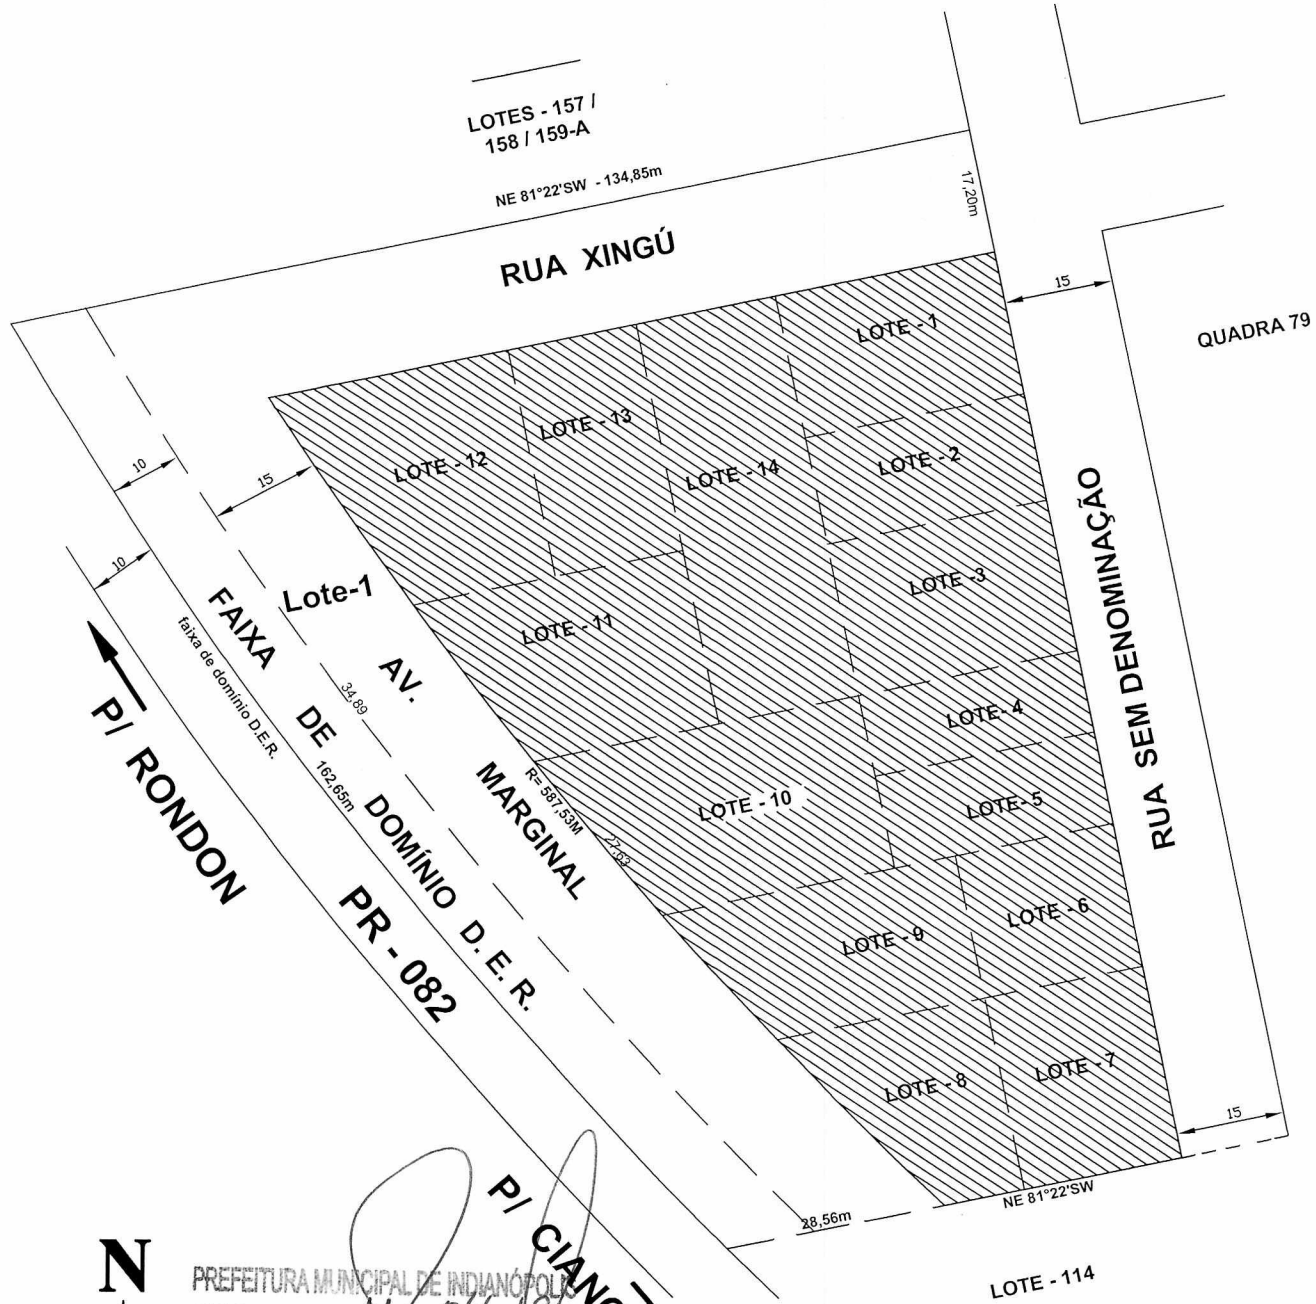 LOTES - 157 /
158 / 159-A
NE 81°22'SW - 134,85m
17,20m
RUA XINGÚ
15
QUADRA 79
LOTE - 1
LOTE - 13
LOTE - 12
LOTE - 14
LOTE - 2
10
15
10
Lote-1
LOTE -3
LOTE - 11
RUA SEM DENOMINAÇÃO
FAIXA DE DOMÍNIO D. E. R.
faixa de domínio D.E.R.
34,89
162,65m
AV. MARGINAL
LOTE- 4
R= 587,53M
27,63
LOTE - 10
LOTE- 5
P/ RONDON
PR - 082
LOTE - 9
LOTE - 6
LOTE - 8
LOTE - 7
15
NE 81°22'SW
28,56m
P/ CIANO
LOTE - 114
N
PREFEITURA MUNICIPAL DE INDIANÓPOLIS